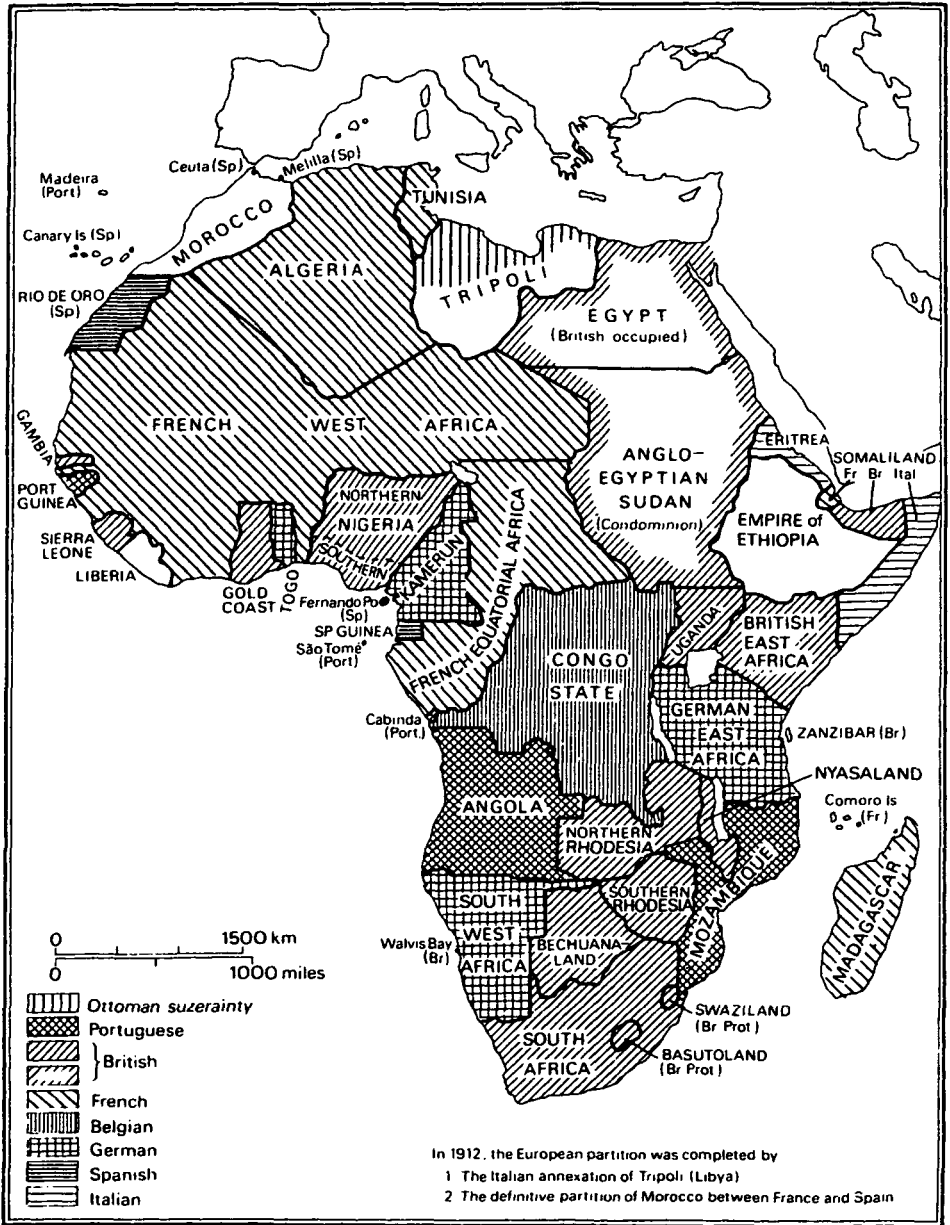 Ceuta (Sp)
Melilla (Sp)
Madeira
(Port)
TUNISIA
MOROCCO
Canary Is (Sp)
ALGERIA
TRIPOLI
RIO DE ORO
(Sp)
EGYPT
(British occupied)
FRENCH WEST AFRICA
GAMBIA
ERITREA
SOMALILAND
Fr Br Ital
ANGLO-
EGYPTIAN
SUDAN
(Condominion)
PORT
GUINEA
NORTHERN
NIGERIA
SOUTHERN
EMPIRE of
ETHIOPIA
SIERRA
LEONE
LIBERIA
GOLD
COAST
TOGO
KAMERUN
FRENCH EQUATORIAL AFRICA
Fernando Po
(Sp)
SP GUINEA
São Tomé
(Port)
UGANDA
BRITISH
EAST
AFRICA
CONGO
STATE
GERMAN
EAST
AFRICA
Cabinda
(Port.)
ZANZIBAR (Br)
NYASALAND
Comoro Is
(Fr)
ANGOLA
NORTHERN
RHODESIA
MOZAMBIQUE
MADAGASCAR
SOUTH
WEST
AFRICA
SOUTHERN
RHODESIA
Walvis Bay
(Br)
BECHUANA-
LAND
SWAZILAND
(Br Prot)
SOUTH
AFRICA
BASUTOLAND
(Br Prot)
0 1500 km
0 1000 miles
Ottoman suzerainty
Portuguese
British
French
Belgian
German
Spanish
Italian
In 1912, the European partition was completed by
1 The Italian annexation of Tripoli (Libya)
2 The definitive partition of Morocco between France and Spain